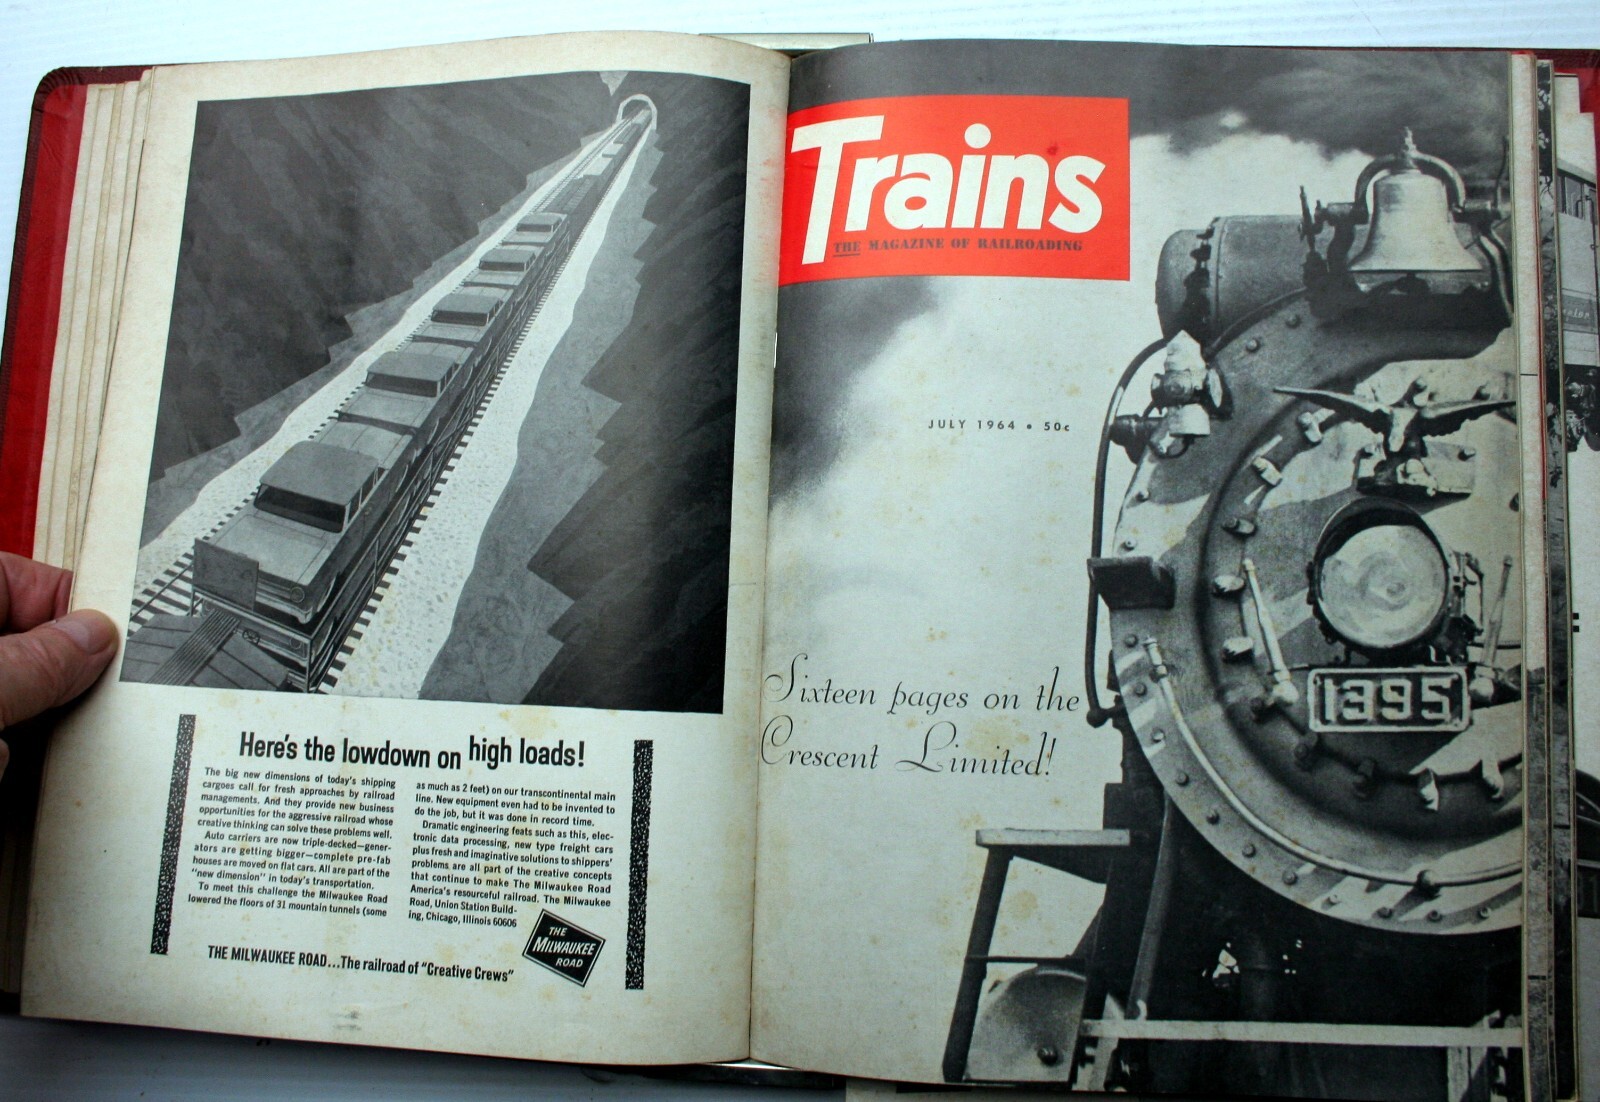 Here's the lowdown on high loads!
The big new dimensions of today's shipping
cargoes call for fresh approaches by railroad
managements. And they provide new business
opportunities for the aggressive railroad whose
creative thinking can solve these problems well.
Auto carriers are now triple-decked—gener-
ators are getting bigger—complete pre-fab
houses are moved on flat cars. All are part of the
"new dimension" in today's transportation.
To meet this challenge the Milwaukee Road
lowered the floors of 31 mountain tunnels (some
as much as 2 feet) on our transcontinental main
line. New equipment even had to be invented to
do the job, but it was done in record time.
Dramatic engineering feats such as this, elec-
tronic data processing, new type freight cars
plus fresh and imaginative solutions to shippers'
problems are all part of the creative concepts
that continue to make The Milwaukee Road
America's resourceful railroad. The Milwaukee
Road, Union Station Build-
ing, Chicago, Illinois 60606
THE MILWAUKEE ROAD...The railroad of "Creative Crews"
THE
MILWAUKEE
ROAD
Trains
THE MAGAZINE OF RAILROADING
JULY 1964 • 50c
Sixteen pages on the
Crescent Limited!
1395